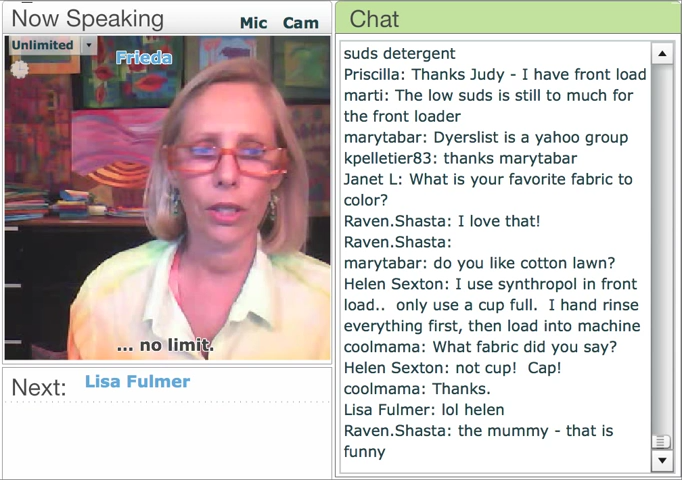 Now Speaking
Mic Cam
Unlimited
Frieda
... no limit.
Next: Lisa Fulmer
Chat
suds detergent
Priscilla: Thanks Judy - I have front load
marti: The low suds is still to much for
the front loader
marytabar: Dyerslist is a yahoo group
kpelletier83: thanks marytabar
Janet L: What is your favorite fabric to
color?
Raven.Shasta: I love that!
Raven.Shasta:
marytabar: do you like cotton lawn?
Helen Sexton: I use synthropol in front
load.. only use a cup full. I hand rinse
everything first, then load into machine
coolmama: What fabric did you say?
Helen Sexton: not cup! Cap!
coolmama: Thanks.
Lisa Fulmer: lol helen
Raven.Shasta: the mummy - that is
funny